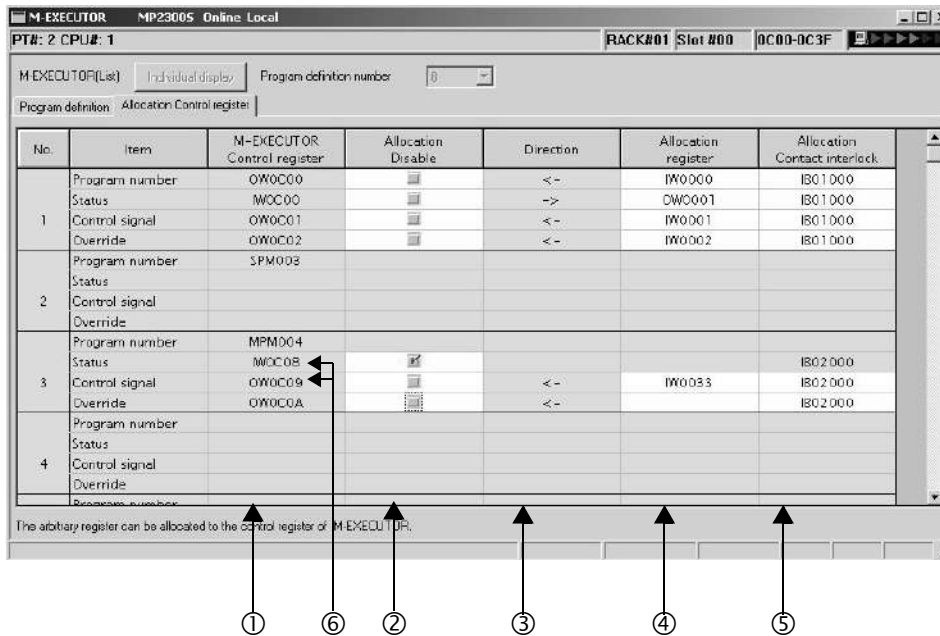 M-EXECUTOR MP2300S Online Local
PT#: 2 CPU#: 1 RACK#01 Slot #00 0C00-0C3F
M-EXECUTOR(List) Individual display Program definition number 8
Program definition Allocation Control register
No. Item M-EXECUTOR Control register Allocation Disable Direction Allocation register Allocation Contact interlock
Program number OW0C00 <- IW0000 IB01000
Status IW0C00 -> OW0001 IB01000
1 Control signal OW0C01 <- IW0001 IB01000
Override OW0C02 <- IW0002 IB01000
Program number SPM003
Status
2 Control signal
Override
Program number MPM004
Status IW0C08 IB02000
3 Control signal OW0C09 <- IW0033 IB02000
Override OW0C0A <- IB02000
Program number
Status
4 Control signal
Override
Program number
The arbitrary register can be allocated to the control register of M-EXECUTOR.
① ⑥ ② ③ ④ ⑤